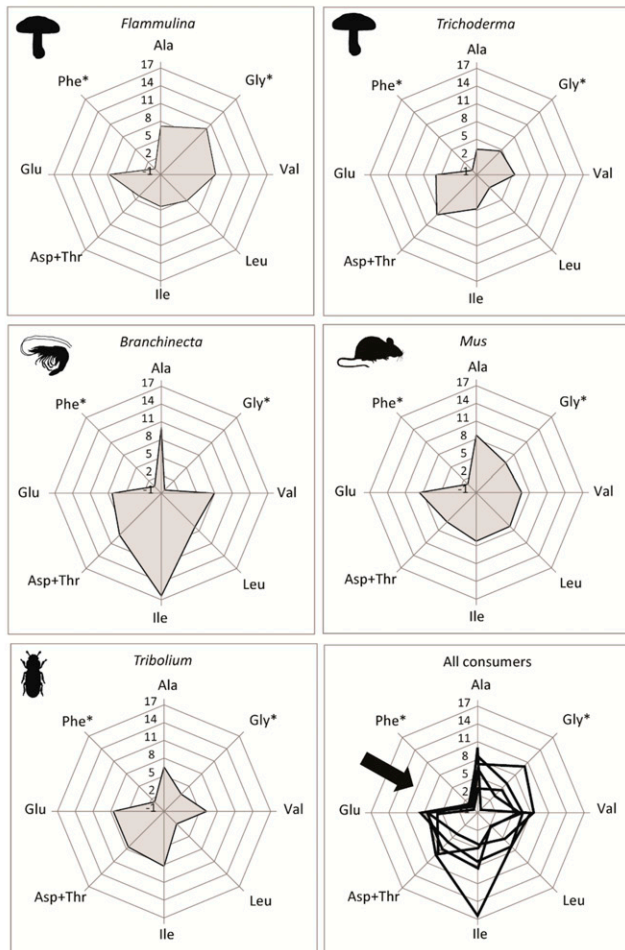 Flammulina
Ala
17
14
11
8
5
2
-1
Gly*
Val
Leu
Ile
Asp+Thr
Glu
Phe*
Trichoderma
Ala
17
14
11
8
5
2
-1
Gly*
Val
Leu
Ile
Asp+Thr
Glu
Phe*
Branchinecta
Ala
17
14
11
8
5
2
-1
Gly*
Val
Leu
Ile
Asp+Thr
Glu
Phe*
Mus
Ala
17
14
11
8
5
2
-1
Gly*
Val
Leu
Ile
Asp+Thr
Glu
Phe*
Tribolium
Ala
17
14
11
8
5
2
-1
Gly*
Val
Leu
Ile
Asp+Thr
Glu
Phe*
All consumers
Ala
17
14
11
8
5
2
Gly*
Val
Leu
Ile
Asp+Thr
Glu
Phe*